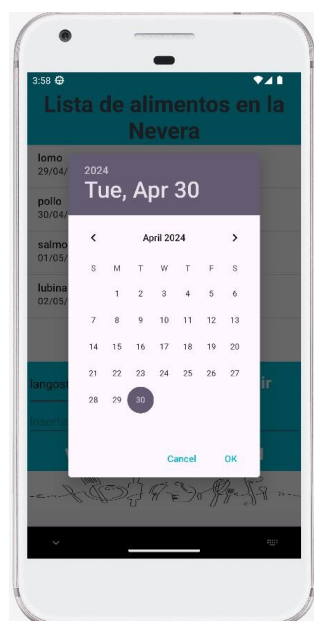 3:58
Lista de alimentos en la
Nevera
lomo
29/04/
pollo
30/04/
salmo
01/05/
lubina
02/05/
2024
Tue, Apr 30
April 2024
S M T W T F S
1 2 3 4 5 6
7 8 9 10 11 12 13
14 15 16 17 18 19 20
21 22 23 24 25 26 27
28 29 30
Cancel OK
langost
ir
inserte